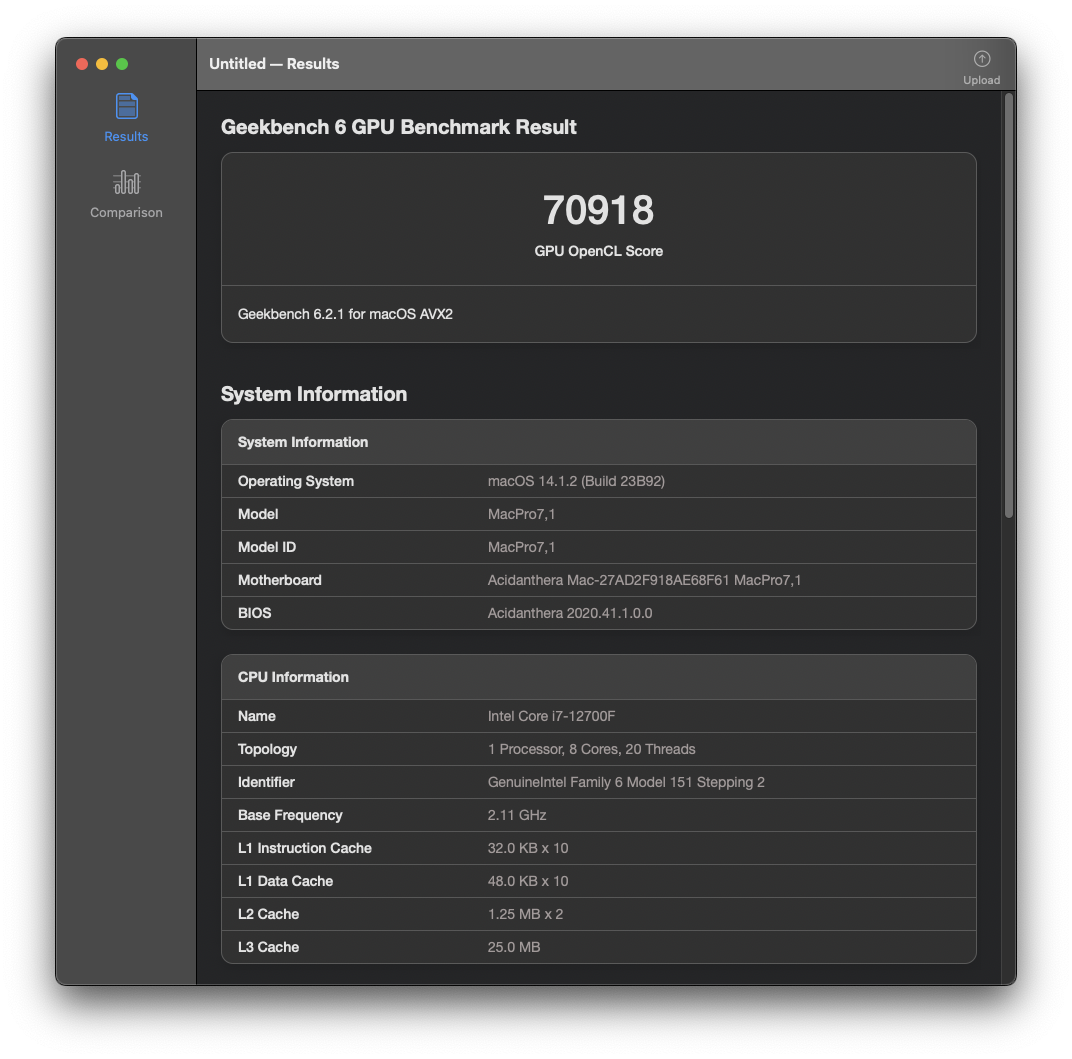 Untitled — Results
Upload
Results
Comparison
Geekbench 6 GPU Benchmark Result
70918
GPU OpenCL Score
Geekbench 6.2.1 for macOS AVX2
System Information
System Information
Operating System macOS 14.1.2 (Build 23B92)
Model MacPro7,1
Model ID MacPro7,1
Motherboard Acidanthera Mac-27AD2F918AE68F61 MacPro7,1
BIOS Acidanthera 2020.41.1.0.0
CPU Information
Name Intel Core i7-12700F
Topology 1 Processor, 8 Cores, 20 Threads
Identifier GenuineIntel Family 6 Model 151 Stepping 2
Base Frequency 2.11 GHz
L1 Instruction Cache 32.0 KB x 10
L1 Data Cache 48.0 KB x 10
L2 Cache 1.25 MB x 2
L3 Cache 25.0 MB